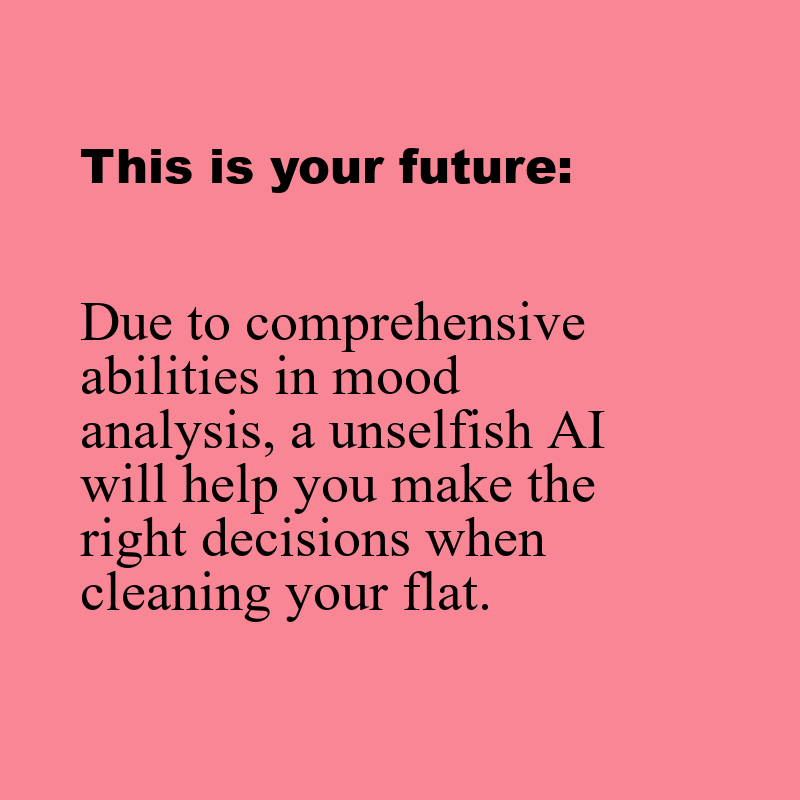 This is your future:
Due to comprehensive
abilities in mood
analysis, a unselfish AI
will help you make the
right decisions when
cleaning your flat.